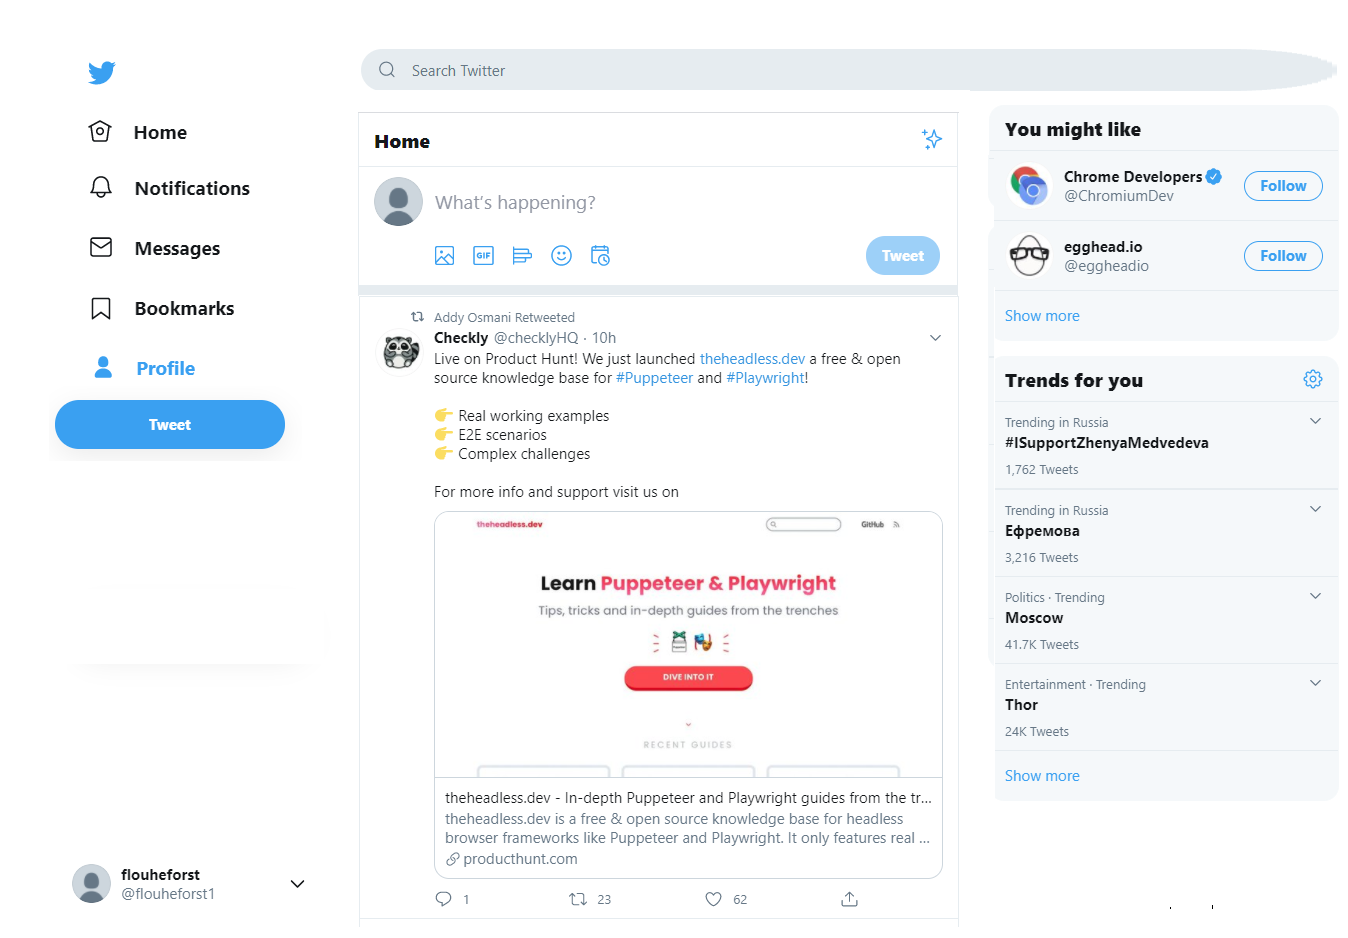 Search Twitter
Home
Notifications
Messages
Bookmarks
Profile
Tweet
flouheforst
@flouheforst1
Home
What's happening?
GIF
Tweet
Addy Osmani Retweeted
Checkly @checklyHQ · 10h
Live on Product Hunt! We just launched theheadless.dev a free & open
source knowledge base for #Puppeteer and #Playwright!
👉 Real working examples
👉 E2E scenarios
👉 Complex challenges
For more info and support visit us on
theheadless.dev
GitHub
Learn Puppeteer & Playwright
Tips, tricks and in-depth guides from the trenches
DIVE INTO IT
RECENT GUIDES
theheadless.dev - In-depth Puppeteer and Playwright guides from the tr...
theheadless.dev is a free & open source knowledge base for headless
browser frameworks like Puppeteer and Playwright. It only features real ...
producthunt.com
1 23 62
You might like
Chrome Developers
@ChromiumDev
Follow
egghead.io
@eggheadio
Follow
Show more
Trends for you
Trending in Russia
#ISupportZhenyaMedvedeva
1,762 Tweets
Trending in Russia
Ефремова
3,216 Tweets
Politics · Trending
Moscow
41.7K Tweets
Entertainment · Trending
Thor
24K Tweets
Show more